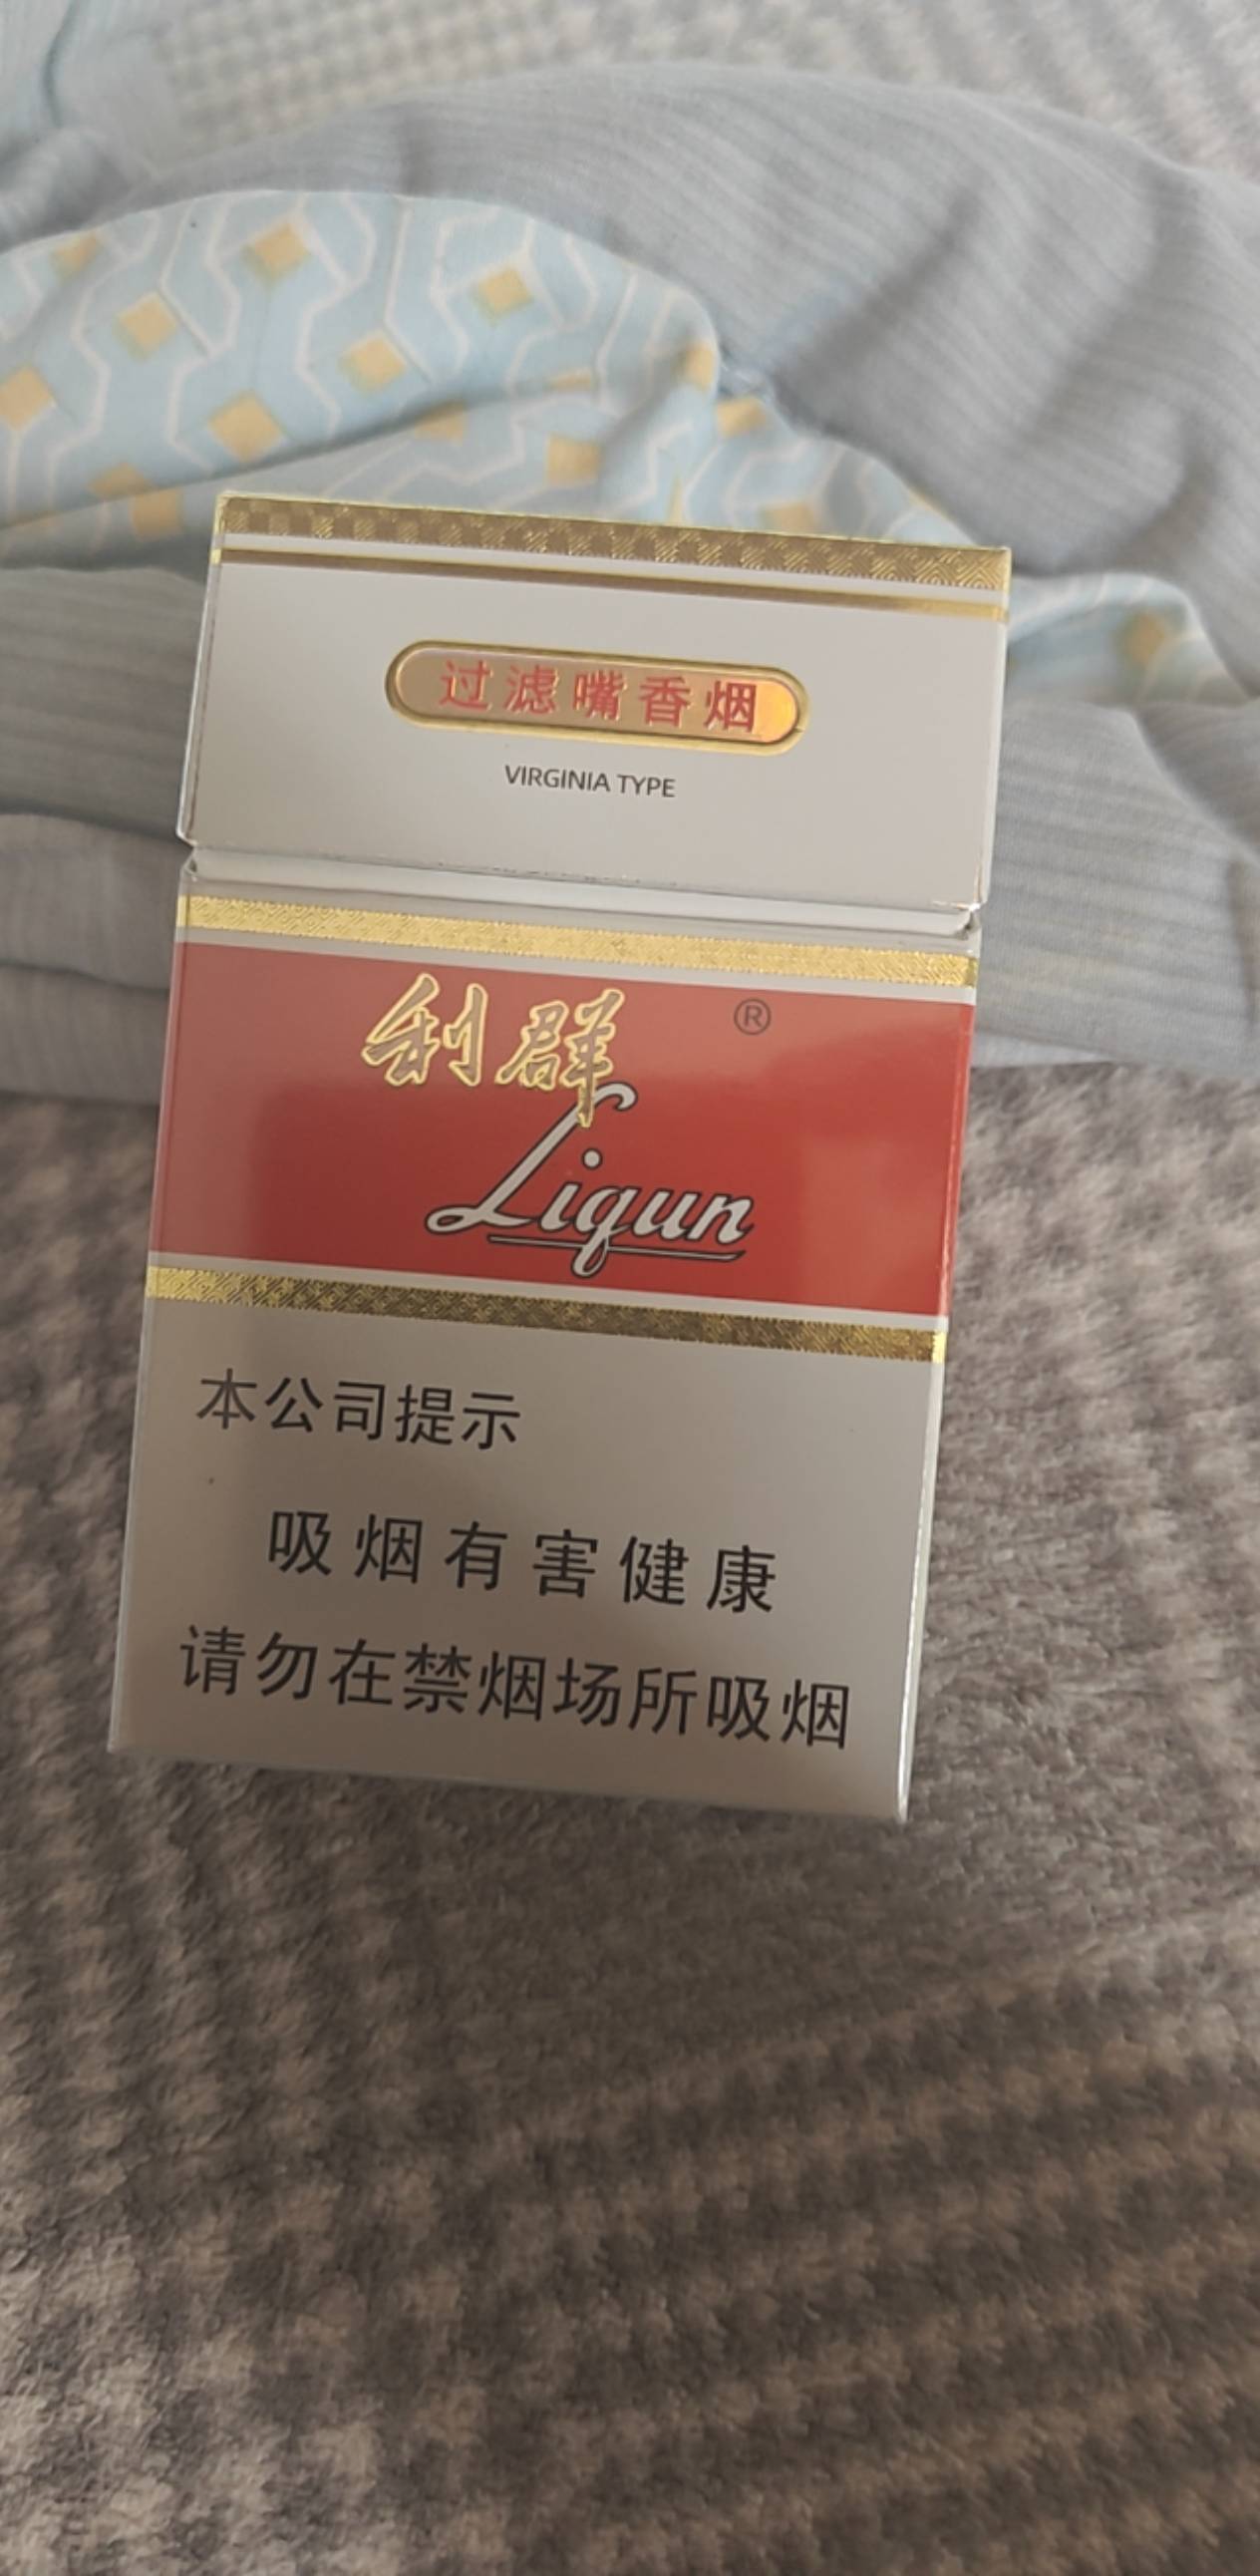 过滤嘴香烟
VIRGINIA TYPE
利群 ®
Liqun
本公司提示
吸烟有害健康
请勿在禁烟场所吸烟